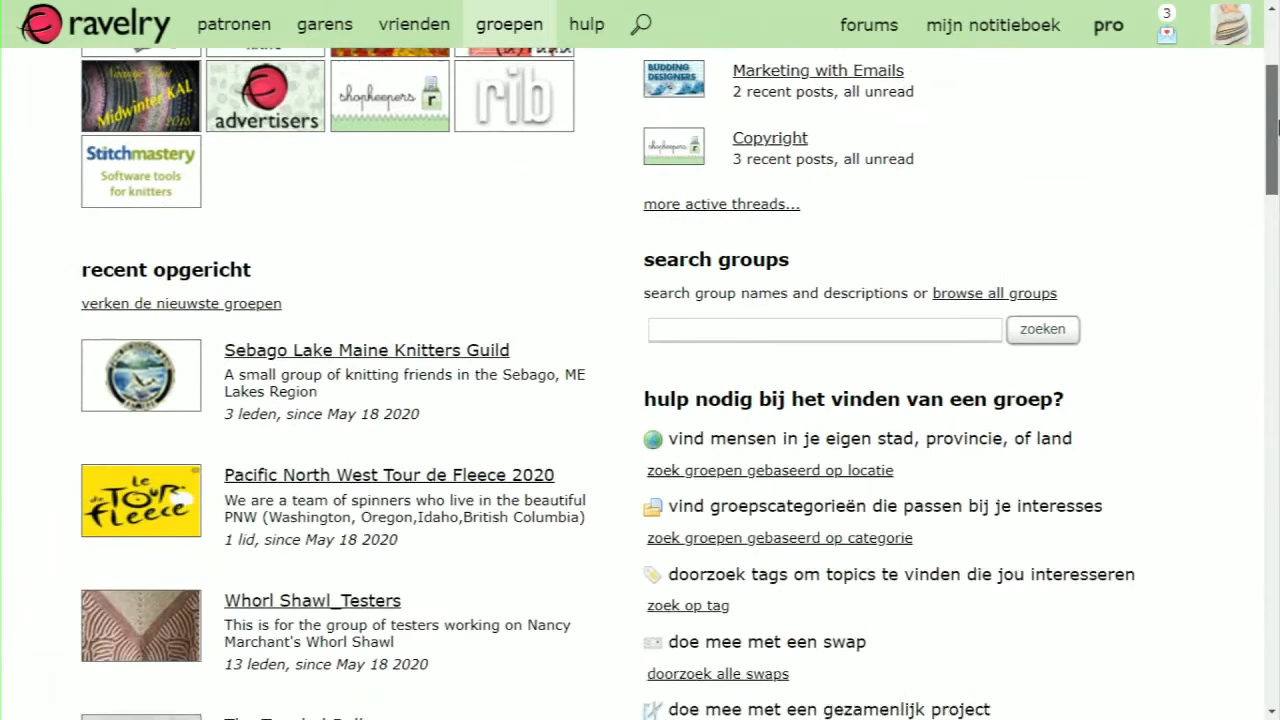 ravelry patronen garens vrienden groepen hulp forums mijn notitieboek pro 3
Midwinter KAL
2016
advertisers
shopkeepers r
rib
Stitchmastery
Software tools
for knitters
recent opgericht
verken de nieuwste groepen
Sebago Lake Maine Knitters Guild
A small group of knitting friends in the Sebago, ME
Lakes Region
3 leden, since May 18 2020
le
TOUR
de
fleece
Pacific North West Tour de Fleece 2020
We are a team of spinners who live in the beautiful
PNW (Washington, Oregon,Idaho,British Columbia)
1 lid, since May 18 2020
Whorl Shawl_Testers
This is for the group of testers working on Nancy
Marchant's Whorl Shawl
13 leden, since May 18 2020
BUDDING
DESIGNERS
Marketing with Emails
2 recent posts, all unread
shopkeepers
Copyright
3 recent posts, all unread
more active threads...
search groups
search group names and descriptions or browse all groups
zoeken
hulp nodig bij het vinden van een groep?
vind mensen in je eigen stad, provincie, of land
zoek groepen gebaseerd op locatie
vind groepscategorieën die passen bij je interesses
zoek groepen gebaseerd op categorie
doorzoek tags om topics te vinden die jou interesseren
zoek op tag
doe mee met een swap
doorzoek alle swaps
doe mee met een gezamenlijk project